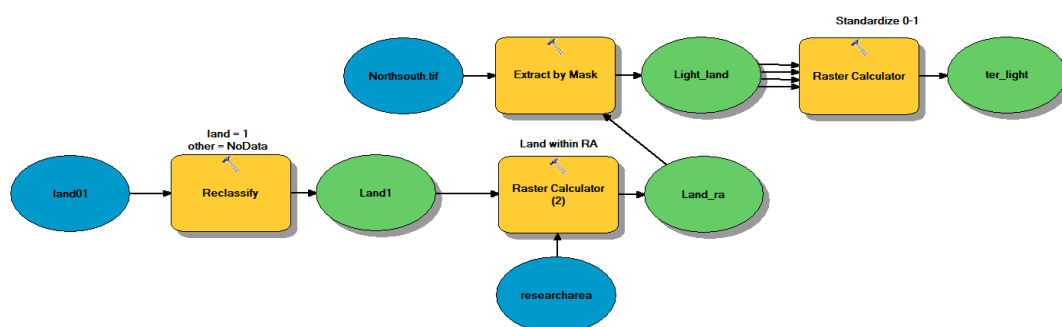 Standardize 0-1
Northsouth.tif
Extract by Mask
Light_land
Raster Calculator
ter_light
land = 1
other = NoData
Land within RA
land01
Reclassify
Land1
Raster Calculator
(2)
Land_ra
researcharea